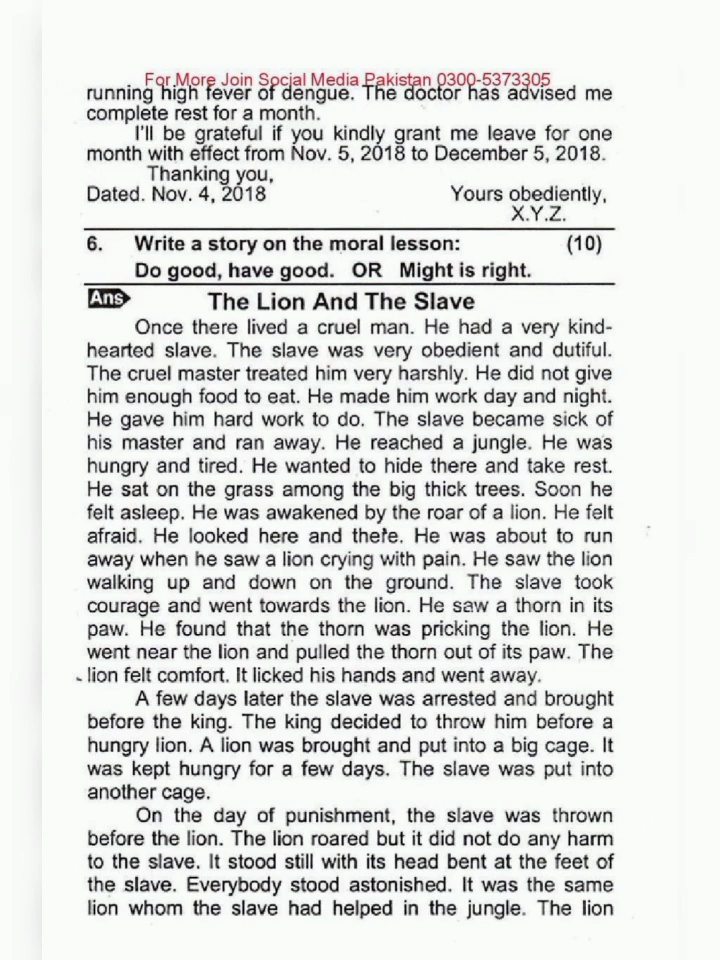 For More Join Social Media Pakistan 0300-5373305
running high fever of dengue. The doctor has advised me
complete rest for a month.
I'll be grateful if you kindly grant me leave for one
month with effect from Nov. 5, 2018 to December 5, 2018.
Thanking you,
Dated. Nov. 4, 2018 Yours obediently,
X.Y.Z.
6. Write a story on the moral lesson: (10)
Do good, have good. OR Might is right.
Ans The Lion And The Slave
Once there lived a cruel man. He had a very kind-
hearted slave. The slave was very obedient and dutiful.
The cruel master treated him very harshly. He did not give
him enough food to eat. He made him work day and night.
He gave him hard work to do. The slave became sick of
his master and ran away. He reached a jungle. He was
hungry and tired. He wanted to hide there and take rest.
He sat on the grass among the big thick trees. Soon he
felt asleep. He was awakened by the roar of a lion. He felt
afraid. He looked here and there. He was about to run
away when he saw a lion crying with pain. He saw the lion
walking up and down on the ground. The slave took
courage and went towards the lion. He saw a thorn in its
paw. He found that the thorn was pricking the lion. He
went near the lion and pulled the thorn out of its paw. The
lion felt comfort. It licked his hands and went away.
A few days later the slave was arrested and brought
before the king. The king decided to throw him before a
hungry lion. A lion was brought and put into a big cage. It
was kept hungry for a few days. The slave was put into
another cage.
On the day of punishment, the slave was thrown
before the lion. The lion roared but it did not do any harm
to the slave. It stood still with its head bent at the feet of
the slave. Everybody stood astonished. It was the same
lion whom the slave had helped in the jungle. The lion